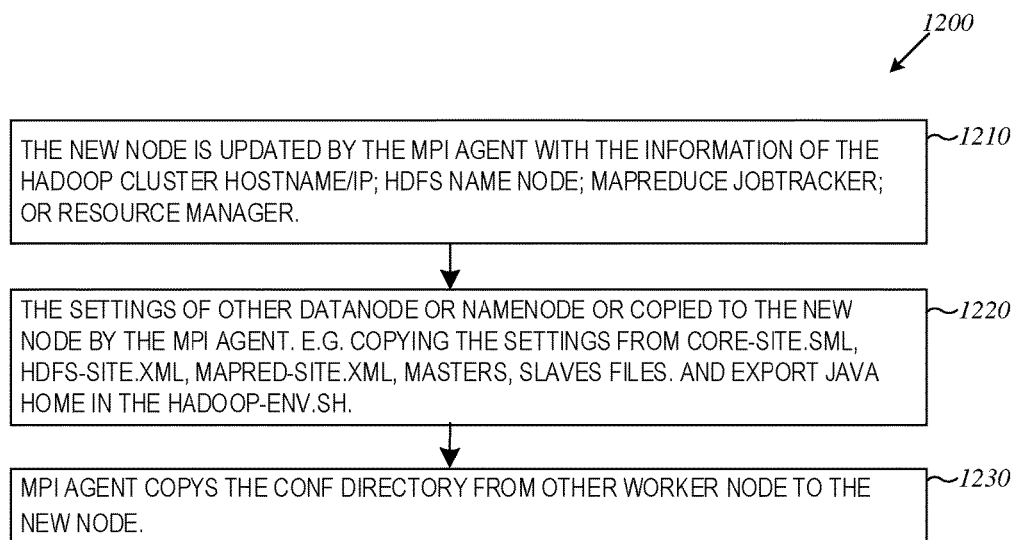 1200
THE NEW NODE IS UPDATED BY THE MPI AGENT WITH THE INFORMATION OF THE
HADOOP CLUSTER HOSTNAME/IP; HDFS NAME NODE; MAPREDUCE JOBTRACKER;
OR RESOURCE MANAGER.
1210
THE SETTINGS OF OTHER DATANODE OR NAMENODE OR COPIED TO THE NEW
NODE BY THE MPI AGENT. E.G. COPYING THE SETTINGS FROM CORE-SITE.SML,
HDFS-SITE.XML, MAPRED-SITE.XML, MASTERS, SLAVES FILES. AND EXPORT JAVA
HOME IN THE HADOOP-ENV.SH.
1220
MPI AGENT COPYS THE CONF DIRECTORY FROM OTHER WORKER NODE TO THE
NEW NODE.
1230